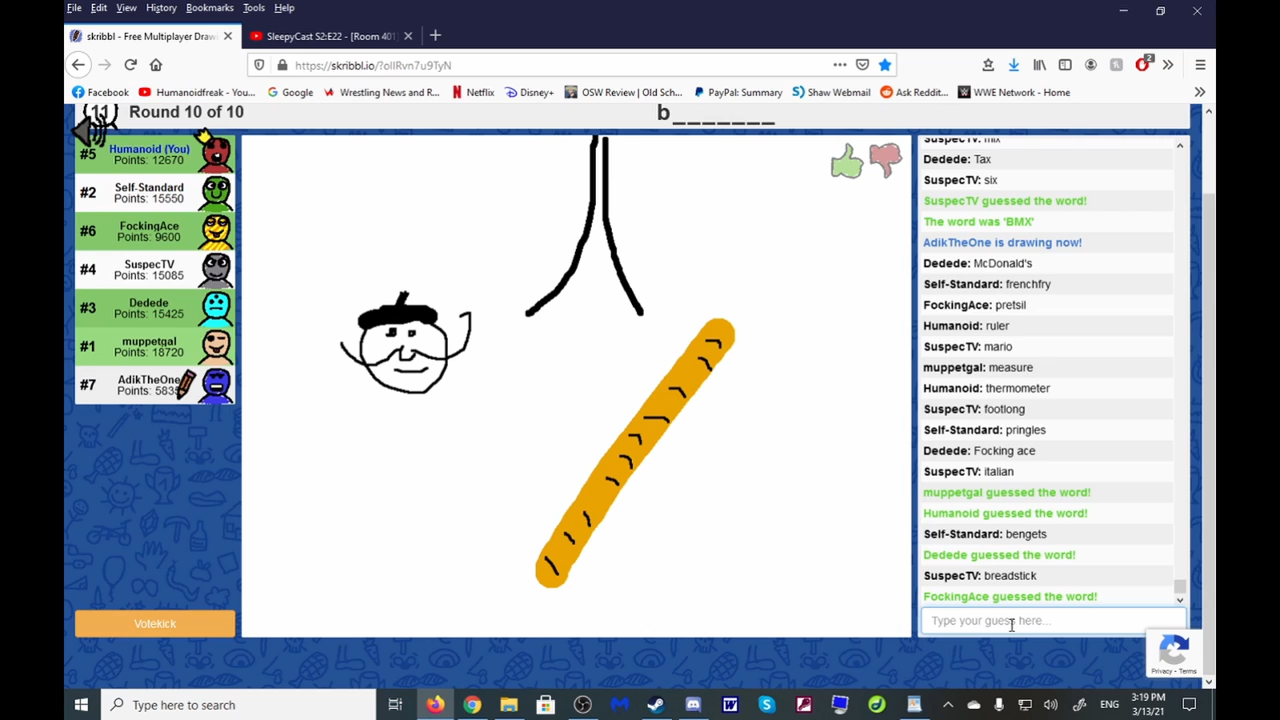 File Edit View History Bookmarks Tools Help
skribbl - Free Multiplayer Draw
SleepyCast S2:E22 - [Room 401]
https://skribbl.io/?olIRvn7u9TyN
2
Facebook Humanoidfreak - You... Google Wrestling News and R... Netflix Disney+ OSW Review | Old Sch... PayPal: Summary Shaw Webmail Ask Reddit... WWE Network - Home
11 Round 10 of 10 b_______
#5 Humanoid (You)
Points: 12670
#2 Self-Standard
Points: 15550
#6 FockingAce
Points: 9600
#4 SuspecTV
Points: 15085
#3 Dedede
Points: 15425
#1 muppetgal
Points: 18720
#7 AdikTheOne
Points: 5835
Votekick
SuspecTV: mix
Dedede: Tax
SuspecTV: six
SuspecTV guessed the word!
The word was 'BMX'
AdikTheOne is drawing now!
Dedede: McDonald's
Self-Standard: frenchfry
FockingAce: pretsil
Humanoid: ruler
SuspecTV: mario
muppetgal: measure
Humanoid: thermometer
SuspecTV: footlong
Self-Standard: pringles
Dedede: Focking ace
SuspecTV: italian
muppetgal guessed the word!
Humanoid guessed the word!
Self-Standard: bengets
Dedede guessed the word!
SuspecTV: breadstick
FockingAce guessed the word!
Type your guess here...
Privacy - Terms
Type here to search
ENG
3:19 PM
3/13/21